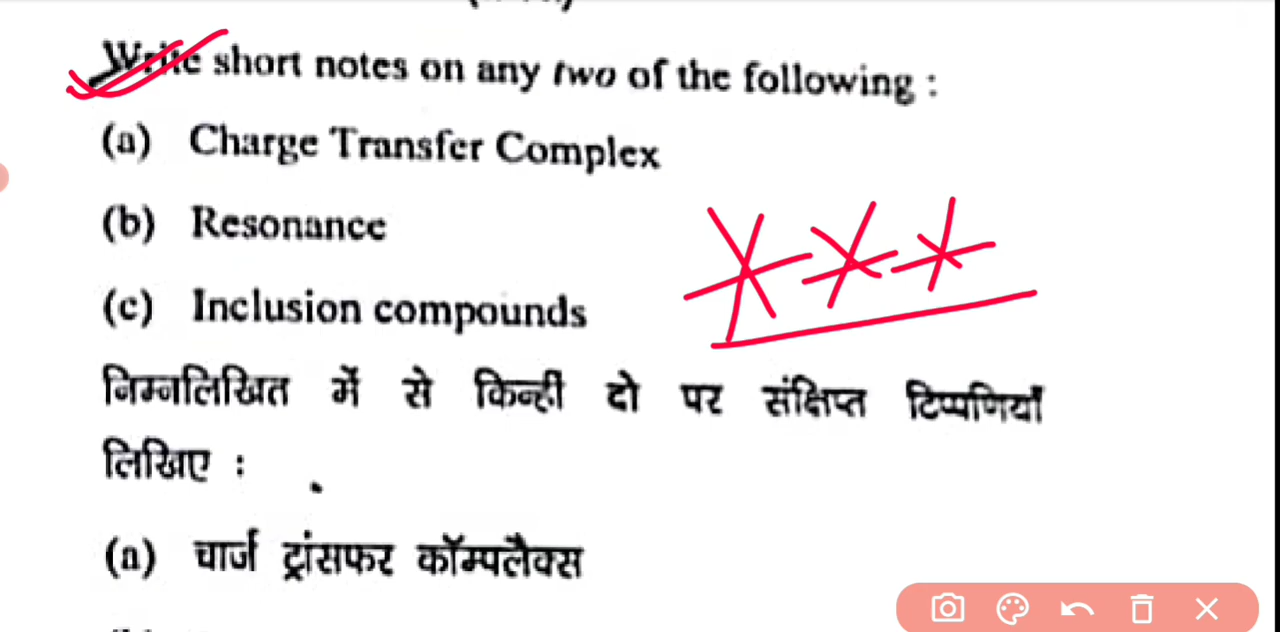 Write short notes on any two of the following :
(a) Charge Transfer Complex
(b) Resonance
(c) Inclusion compounds
निम्नलिखित में से किन्हीं दो पर संक्षिप्त टिप्पणियाँ
लिखिए :
(a) चार्ज ट्रांसफर कॉम्पलैक्स